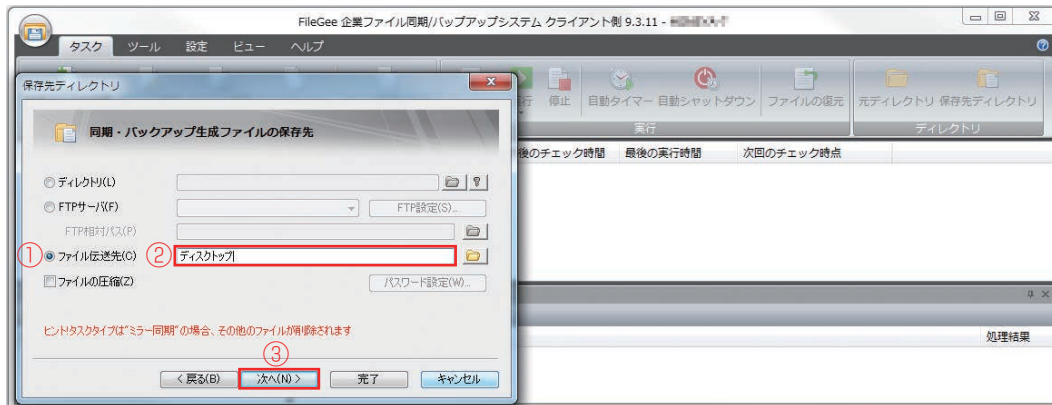 FileGee 企業ファイル同期/バップアップシステム クライアント側 9.3.11 -
タスク ツール 設定 ビュー ヘルプ
保存先ディレクトリ
行 停止 自動タイマー 自動シャットダウン ファイルの復元 元ディレクトリ 保存先ディレクトリ
実行 ディレクトリ
同期・バックアップ生成ファイルの保存先
後のチェック時間 最後の実行時間 次回のチェック時点
ディレクトリ(L)
FTPサーバ(F) FTP設定(S)...
FTP相対パス(P)
① ファイル伝送先(C) ② ディスクトップ
ファイルの圧縮(Z) パスワード設定(W)...
ヒントタスクタイプは"ミラー同期"の場合、その他のファイルが削除されます
処理結果
③
< 戻る(B) 次へ(N) > 完了 キャンセル